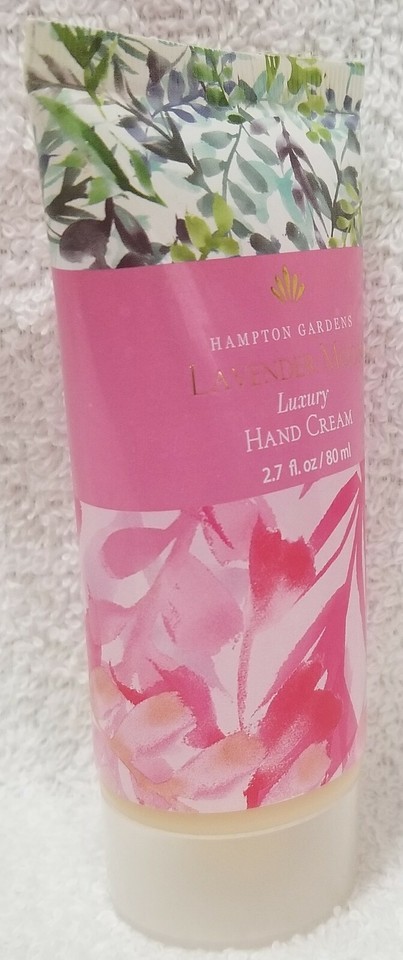 HAMPTON GARDENS
LAVENDER
Luxury
HAND CREAM
2.7 fl. oz / 80 ml